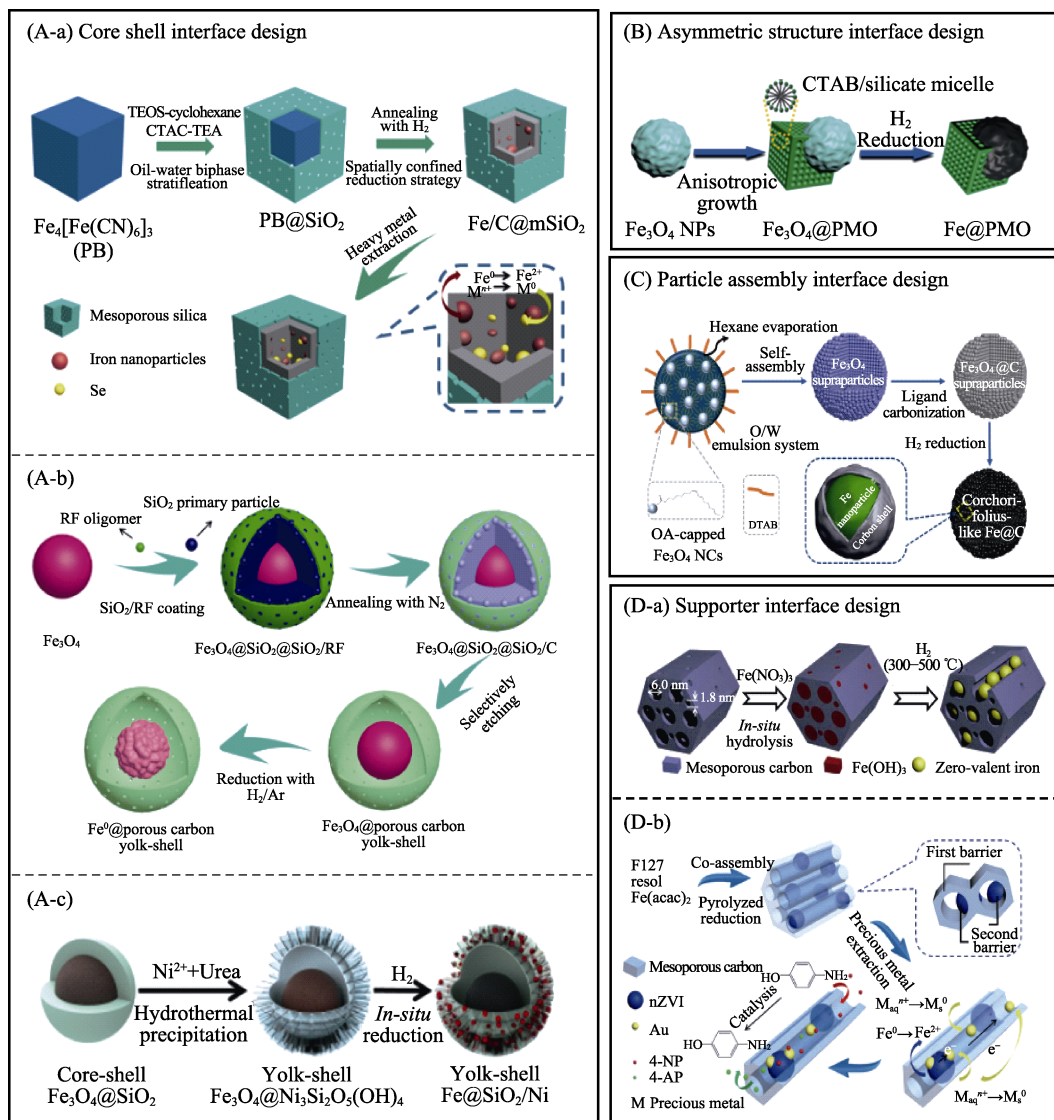 (A-a) Core shell interface design
TEOS-cyclohexane
CTAC-TEA
Oil-water biphase
stratifleation
Annealing
with H₂
Spatially confined
reduction strategy
Fe₄[Fe(CN)₆]₃
(PB)
PB@SiO₂
Fe/C@mSiO₂
Heavy metal
extraction
Fe⁰→Fe²⁺
Mⁿ⁺→M⁰
Mesoporous silica
Iron nanoparticles
Se
(A-b)
RF oligomer
SiO₂ primary particle
SiO₂/RF coating
Annealing with N₂
Fe₃O₄
Fe₃O₄@SiO₂@SiO₂/RF
Fe₃O₄@SiO₂@SiO₂/C
Selectively
etching
Reduction with
H₂/Ar
Fe⁰@porous carbon
yolk-shell
Fe₃O₄@porous carbon
yolk-shell
(A-c)
Ni²⁺+Urea
Hydrothermal
precipitation
H₂
In-situ
reduction
Core-shell
Fe₃O₄@SiO₂
Yolk-shell
Fe₃O₄@Ni₃Si₂O₅(OH)₄
Yolk-shell
Fe@SiO₂/Ni
(B) Asymmetric structure interface design
CTAB/silicate micelle
H₂
Reduction
Anisotropic
growth
Fe₃O₄ NPs
Fe₃O₄@PMO
Fe@PMO
(C) Particle assembly interface design
Hexane evaporation
Self-
assembly
Fe₃O₄
supraparticles
Fe₃O₄@C
supraparticles
Ligand
carbonization
O/W
emulsion system
H₂ reduction
OA-capped
Fe₃O₄ NCs
DTAB
Fe
nanoparticle
Corbon shell
Corchori-
folius-
like Fe@C
(D-a) Supporter interface design
6.0 nm
1.8 nm
Fe(NO₃)₃
In-situ
hydrolysis
H₂
(300−500 ℃)
Mesoporous carbon
Fe(OH)₃
Zero-valent iron
(D-b)
F127
resol
Fe(acac)₂
Co-assembly
Pyrolyzed
reduction
First barrier
Second
barrier
Precious metal
extraction
Mesoporous carbon
nZVI
Au
4-NP
4-AP
M Precious metal
HO
NH₂
Catalysis
HO
NH₂
Maqⁿ⁺→Ms⁰
Fe⁰→Fe²⁺
e⁻
e⁻
Maqⁿ⁺→Ms⁰